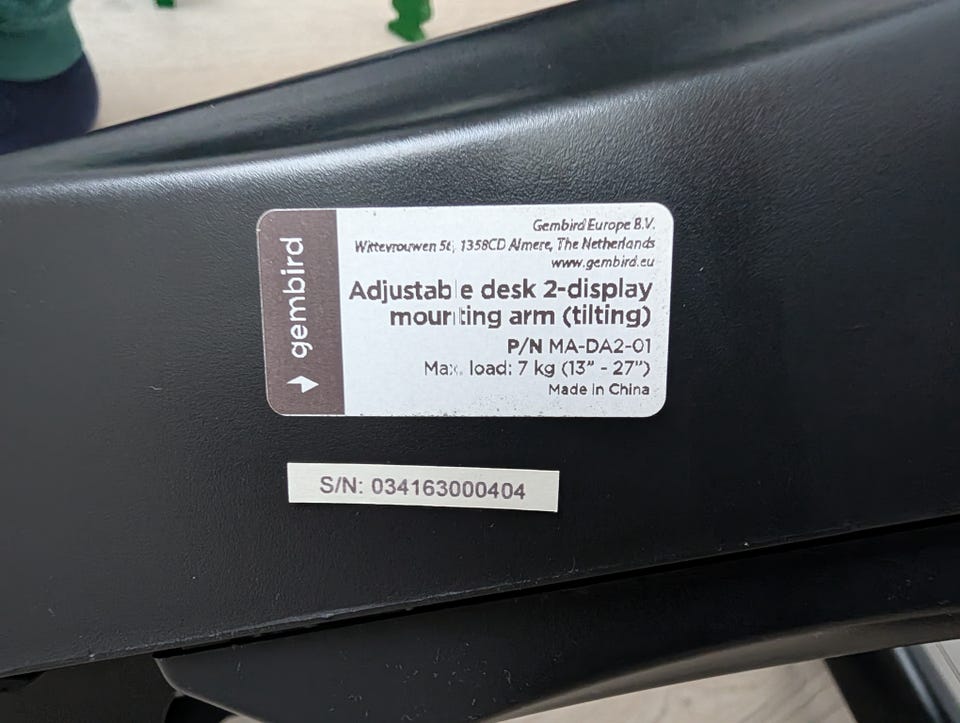 gembird
Gembird Europe B.V.
Wittevrouwen 56, 1358CD Almere, The Netherlands
www.gembird.eu
Adjustable desk 2-display
mounting arm (tilting)
P/N MA-DA2-01
Max. load: 7 kg (13” - 27”)
Made in China
S/N: 034163000404